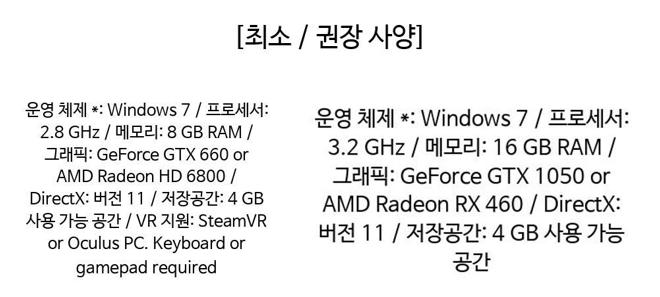 [최소 / 권장 사양]
운영 체제 *: Windows 7 / 프로세서:
2.8 GHz / 메모리: 8 GB RAM /
그래픽: GeForce GTX 660 or
AMD Radeon HD 6800 /
DirectX: 버전 11 / 저장공간: 4 GB
사용 가능 공간 / VR 지원: SteamVR
or Oculus PC. Keyboard or
gamepad required
운영 체제 *: Windows 7 / 프로세서:
3.2 GHz / 메모리: 16 GB RAM /
그래픽: GeForce GTX 1050 or
AMD Radeon RX 460 / DirectX:
버전 11 / 저장공간: 4 GB 사용 가능
공간